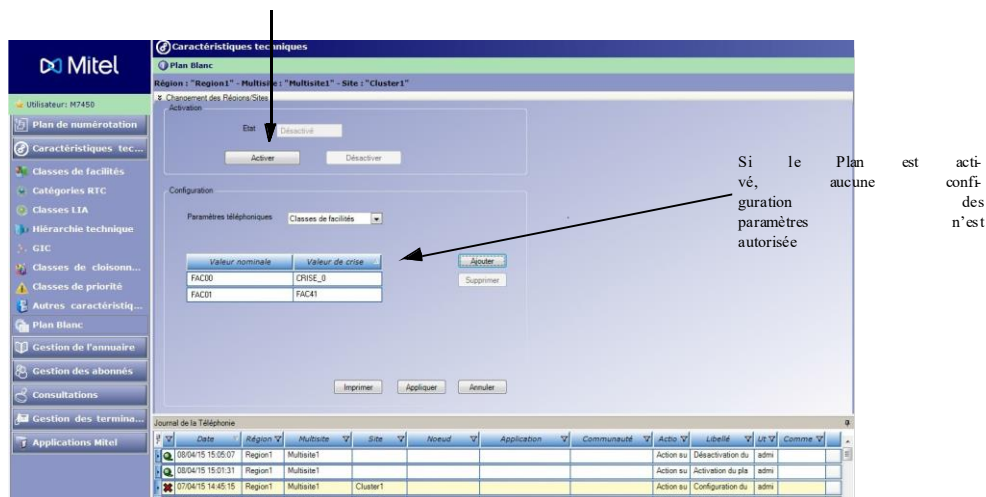 Mitel
Caractéristiques techniques
Plan Blanc
Région : "Region1" - Multisite : "Multisite1" - Site : "Cluster1"
Changement des Régions/Sites
Utilisateur: M7450
Plan de numérotation
Caractéristiques tec...
Classes de facilités
Catégories RTC
Classes LIA
Hiérarchie technique
GIC
Classes de cloisonn...
Classes de priorité
Autres caractéristiq...
Plan Blanc
Gestion de l'annuaire
Gestion des abonnés
Consultations
Gestion des termina...
Applications Mitel
Activation
Etat Désactivé
Activer Désactiver
Configuration
Paramètres téléphoniques Classes de facilités
Valeur nominale Valeur de crise
FAC00 CRISE_0
FAC01 FAC41
Ajouter
Supprimer
Imprimer Appliquer Annuler
Si le Plan est acti-
vé, aucune confi-
guration des
paramètres n'est
autorisée
Journal de la Téléphonie
Date Région Multisite Site Noeud Application Communauté Actio Libellé Ut Comme
08/04/15 15:05:07 Region1 Multisite1 Action su Désactivation du admi
08/04/15 15:01:31 Region1 Multisite1 Action su Activation du pla admi
07/04/15 14:45:15 Region1 Multisite1 Cluster1 Action su Configuration du admi